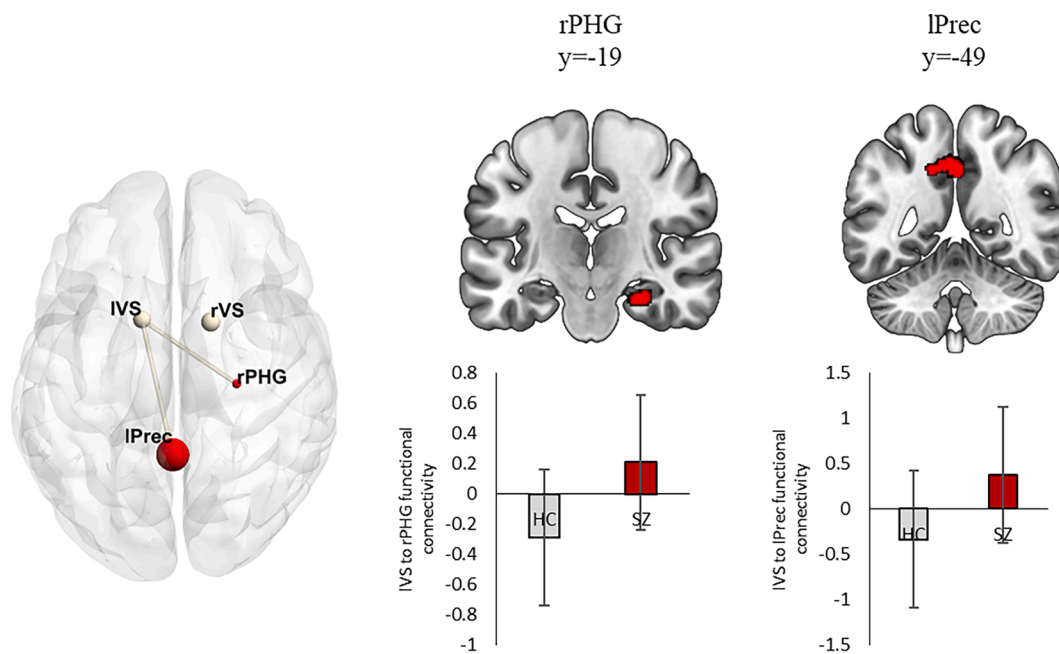 rPHG
y=-19
lPrec
y=-49
lVS
rVS
rPHG
lPrec
lVS to rPHG functional
connectivity
0.8
0.6
0.4
0.2
0
-0.2
-0.4
-0.6
-0.8
-1
HC
SZ
lVS to lPrec functional
connectivity
1.5
1
0.5
0
-0.5
-1
-1.5
HC
SZ